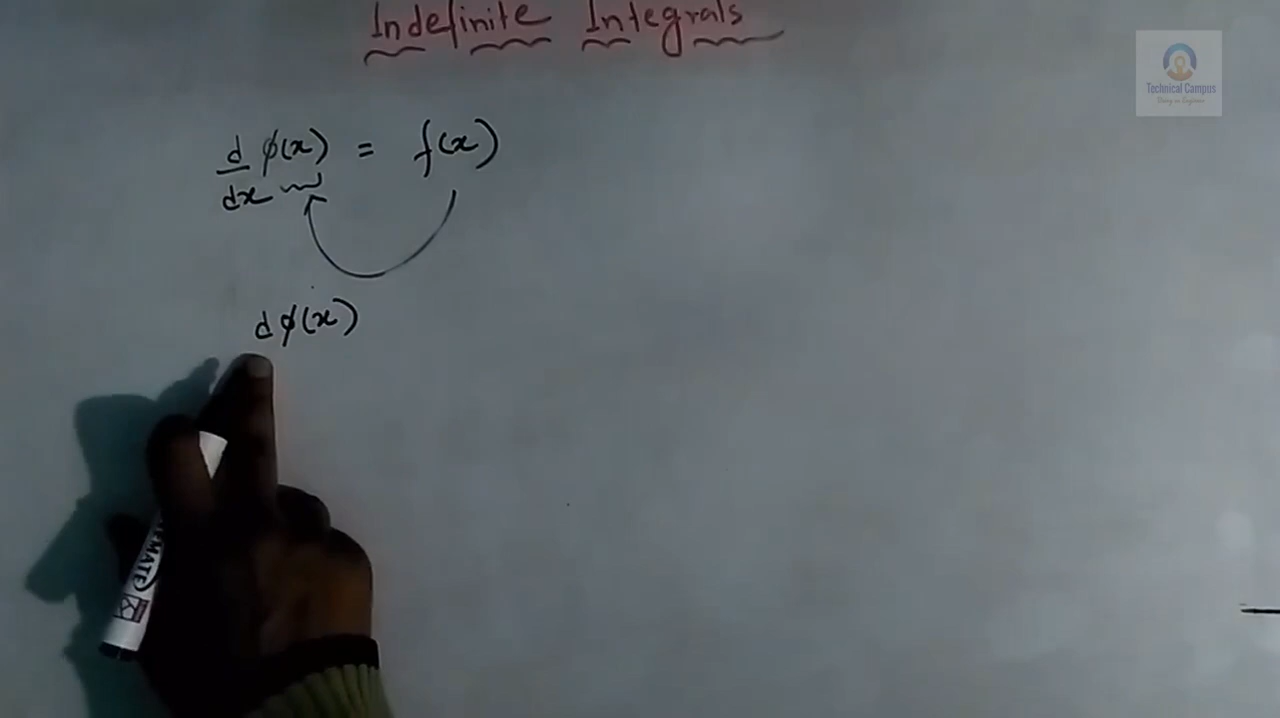 Indefinite Integrals
Technical Campus
d/dx ϕ(x) = f(x)
dϕ(x)